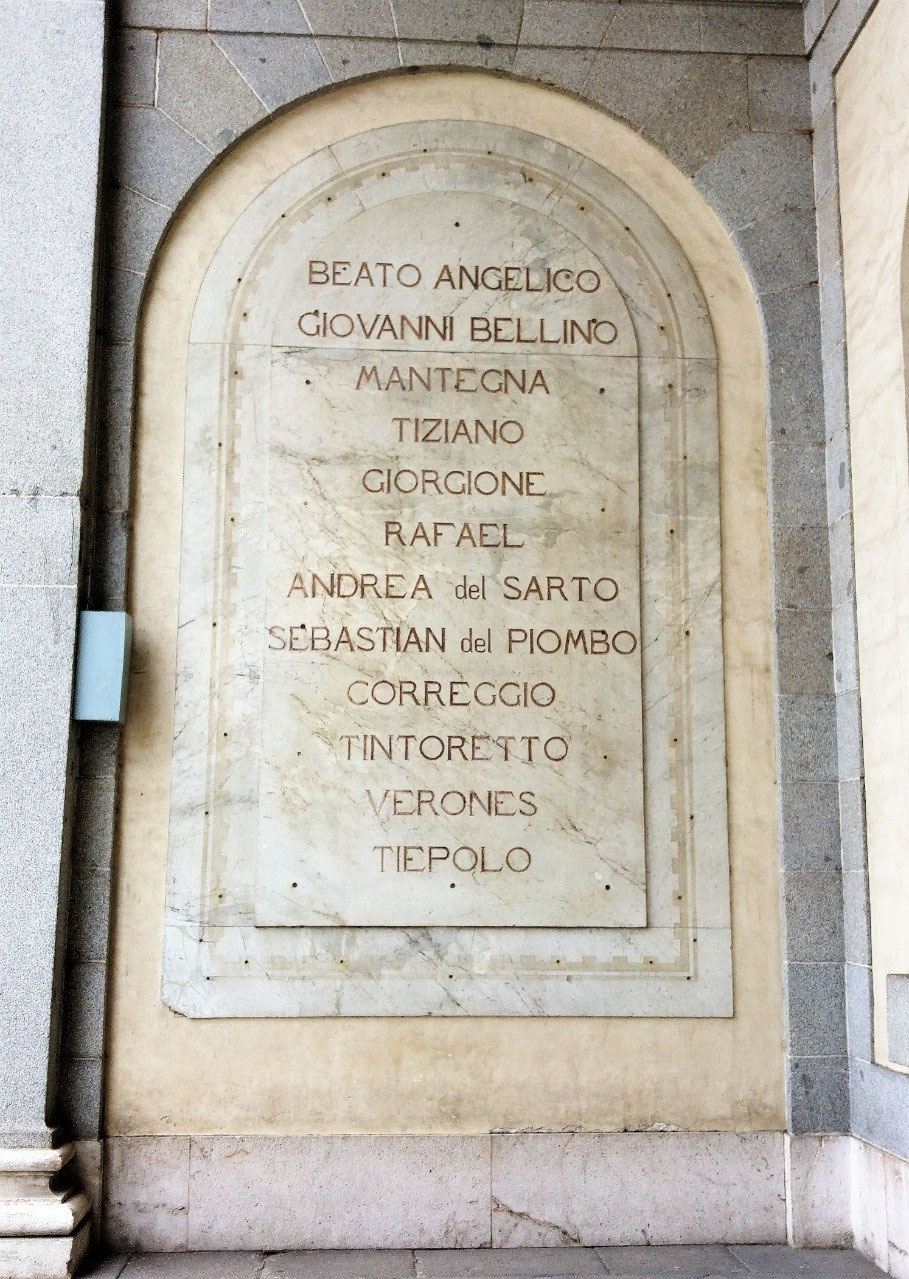 BEATO ANGELICO
GIOVANNI BELLINO
MANTEGNA
TIZIANO
GIORGIONE
RAFAEL
ANDREA del SARTO
SEBASTIAN del PIOMBO
CORREGGIO
TINTORETTO
VERONES
TIEPOLO